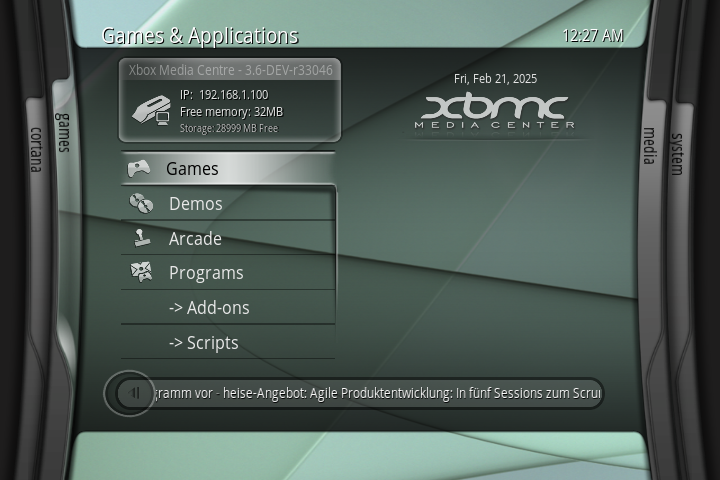 Games & Applications
12:27 AM
Xbox Media Centre - 3.6-DEV-r33046
IP: 192.168.1.100
Free memory: 32MB
Storage: 28999 MB Free
Fri, Feb 21, 2025
xbmc
MEDIA CENTER
cortana
games
media
system
Games
Demos
Arcade
Programs
-> Add-ons
-> Scripts
gramm vor - heise-Angebot: Agile Produktentwicklung: In fünf Sessions zum Scru